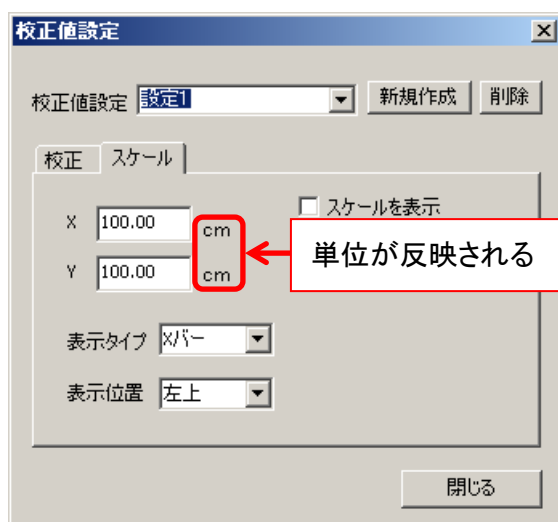 校正値設定
校正値設定 設定1 新規作成 削除
校正 スケール
スケールを表示
X 100.00 cm
単位が反映される
Y 100.00 cm
表示タイプ Xバー
表示位置 左上
閉じる